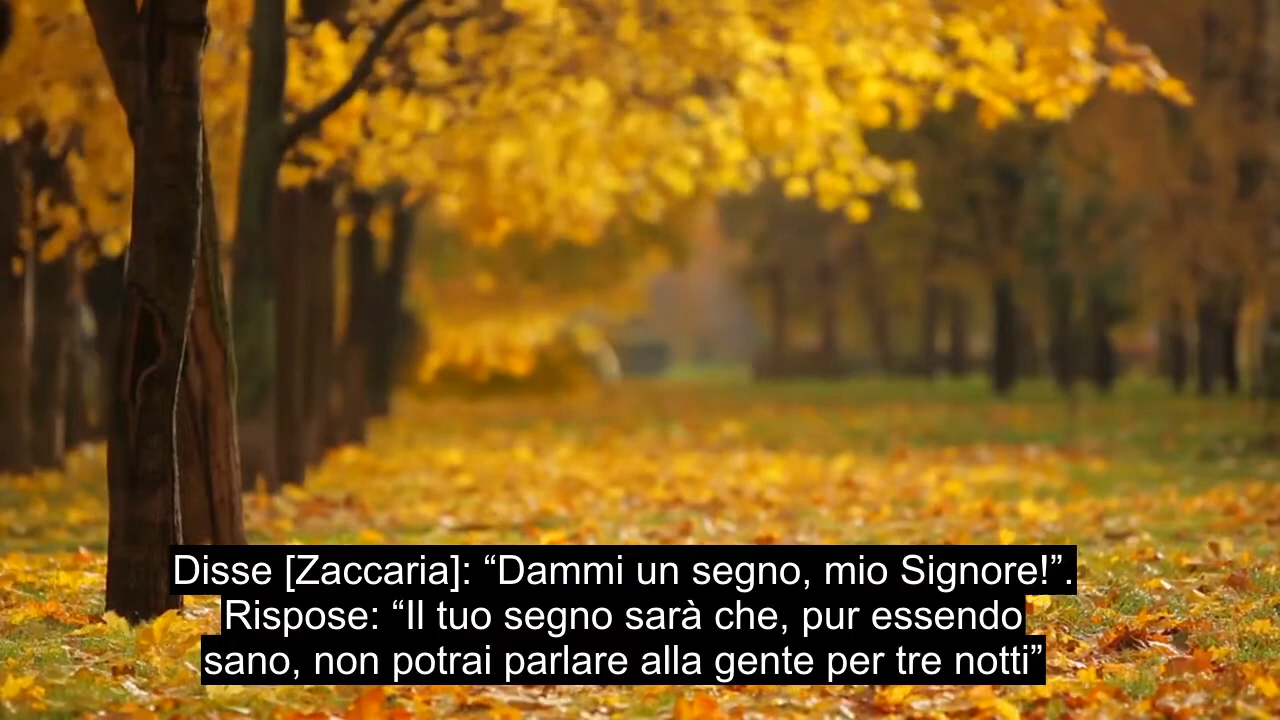 Disse [Zaccaria]: “Dammi un segno, mio Signore!”.
Rispose: “Il tuo segno sarà che, pur essendo
sano, non potrai parlare alla gente per tre notti”